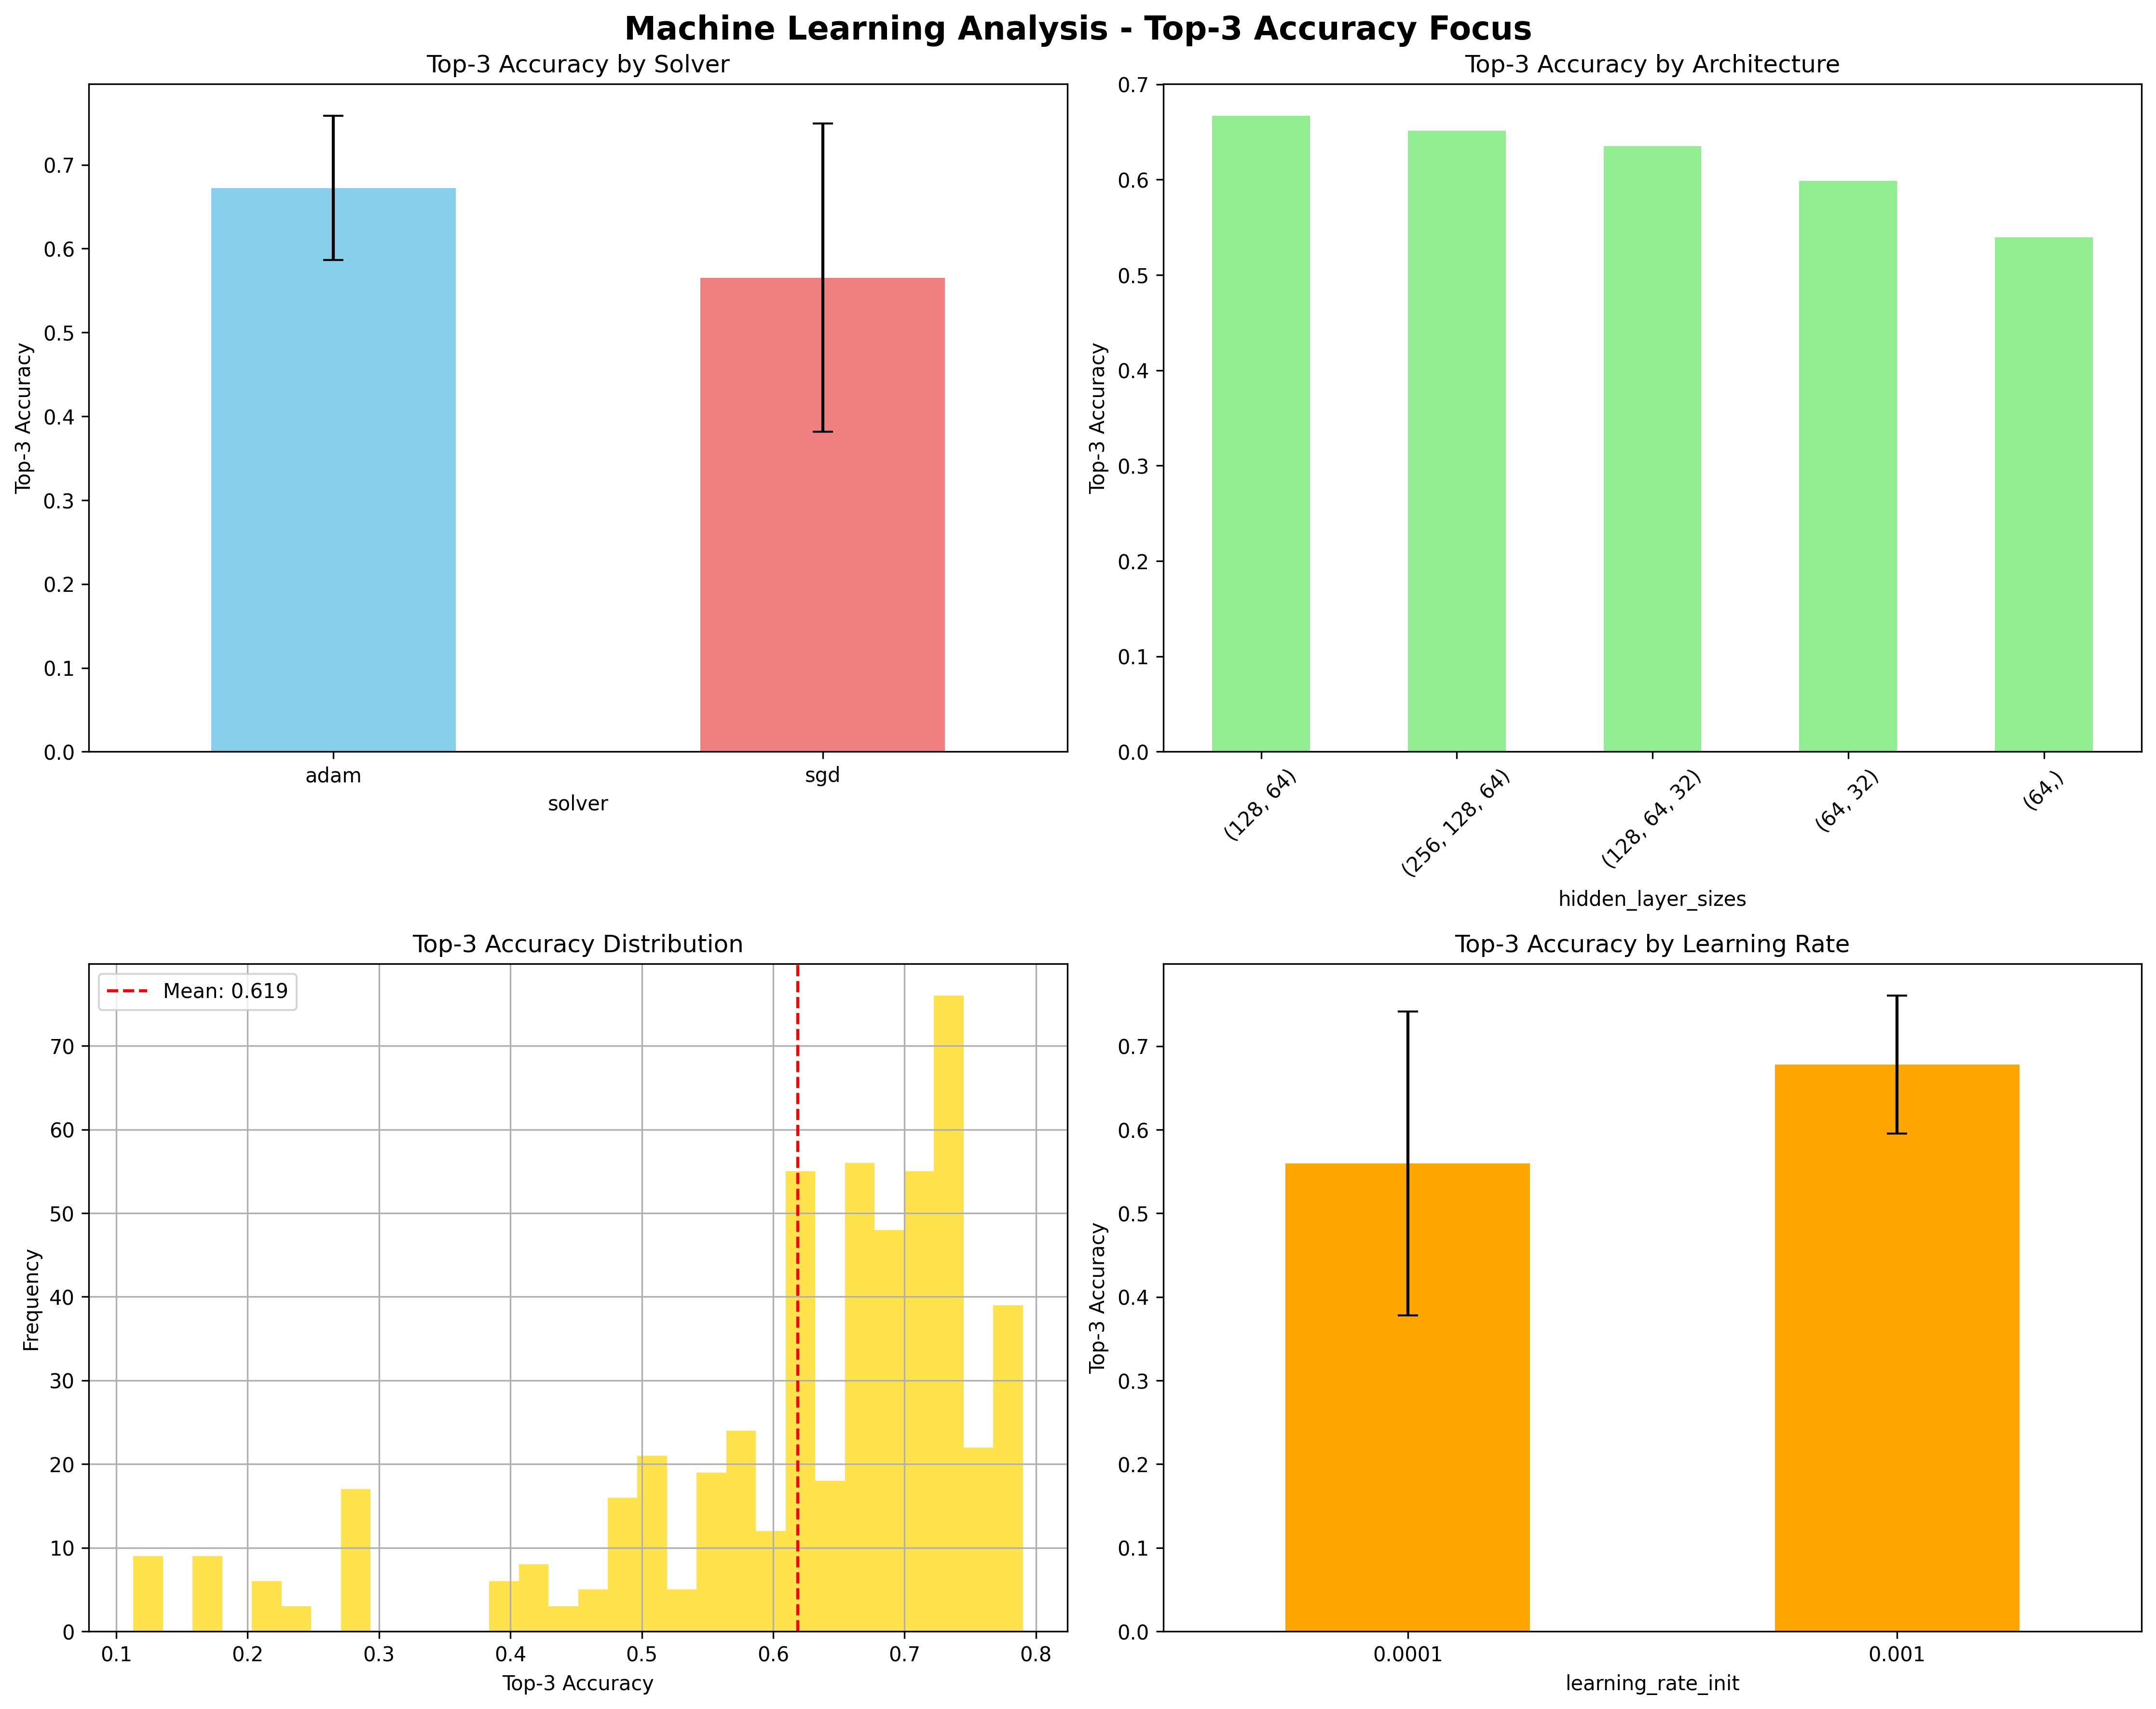 Machine Learning Analysis - Top-3 Accuracy Focus
Top-3 Accuracy by Solver
Top-3 Accuracy
0.7
0.6
0.5
0.4
0.3
0.2
0.1
0.0
adam
sgd
solver
Top-3 Accuracy by Architecture
Top-3 Accuracy
0.7
0.6
0.5
0.4
0.3
0.2
0.1
0.0
(128, 64)
(256, 128, 64)
(128, 64, 32)
(64, 32)
(64,)
hidden_layer_sizes
Top-3 Accuracy Distribution
Mean: 0.619
Frequency
70
60
50
40
30
20
10
0
0.1
0.2
0.3
0.4
0.5
0.6
0.7
0.8
Top-3 Accuracy
Top-3 Accuracy by Learning Rate
Top-3 Accuracy
0.7
0.6
0.5
0.4
0.3
0.2
0.1
0.0
0.0001
0.001
learning_rate_init